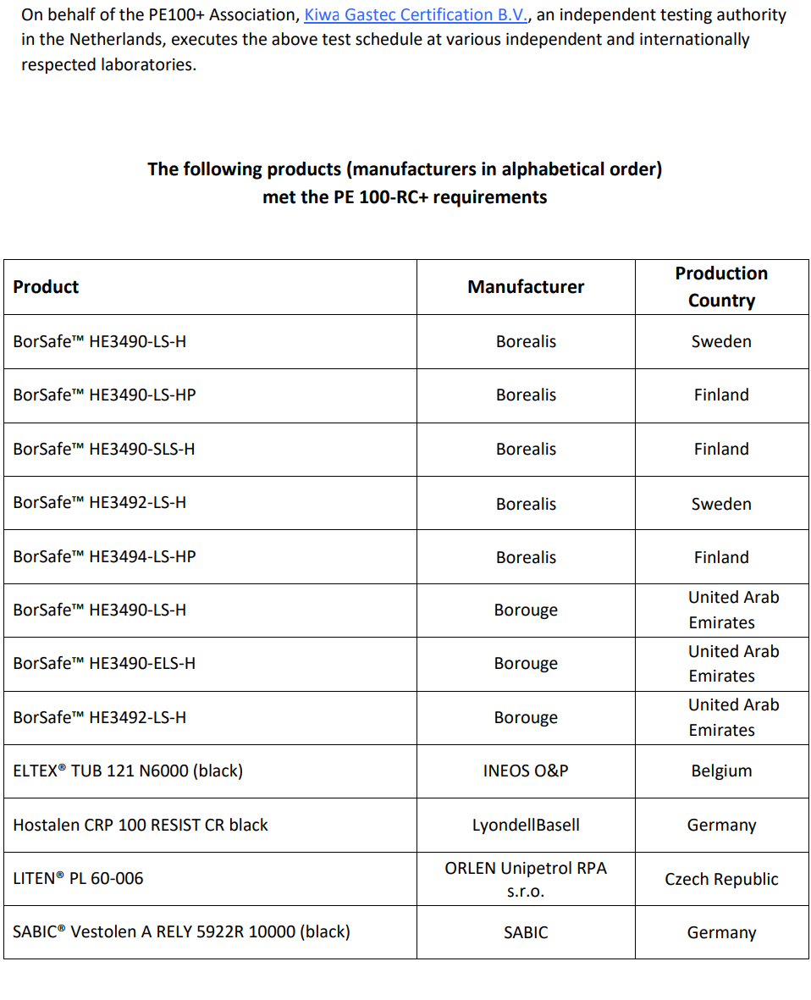 On behalf of the PE100+ Association, Kiwa Gastec Certification B.V., an independent testing authority
in the Netherlands, executes the above test schedule at various independent and internationally
respected laboratories.
The following products (manufacturers in alphabetical order)
met the PE 100-RC+ requirements
Product Manufacturer Production
Country
BorSafe™ HE3490-LS-H Borealis Sweden
BorSafe™ HE3490-LS-HP Borealis Finland
BorSafe™ HE3490-SLS-H Borealis Finland
BorSafe™ HE3492-LS-H Borealis Sweden
BorSafe™ HE3494-LS-HP Borealis Finland
BorSafe™ HE3490-LS-H Borouge United Arab
Emirates
BorSafe™ HE3490-ELS-H Borouge United Arab
Emirates
BorSafe™ HE3492-LS-H Borouge United Arab
Emirates
ELTEX® TUB 121 N6000 (black) INEOS O&P Belgium
Hostalen CRP 100 RESIST CR black LyondellBasell Germany
LITEN® PL 60-006 ORLEN Unipetrol RPA
s.r.o. Czech Republic
SABIC® Vestolen A RELY 5922R 10000 (black) SABIC Germany